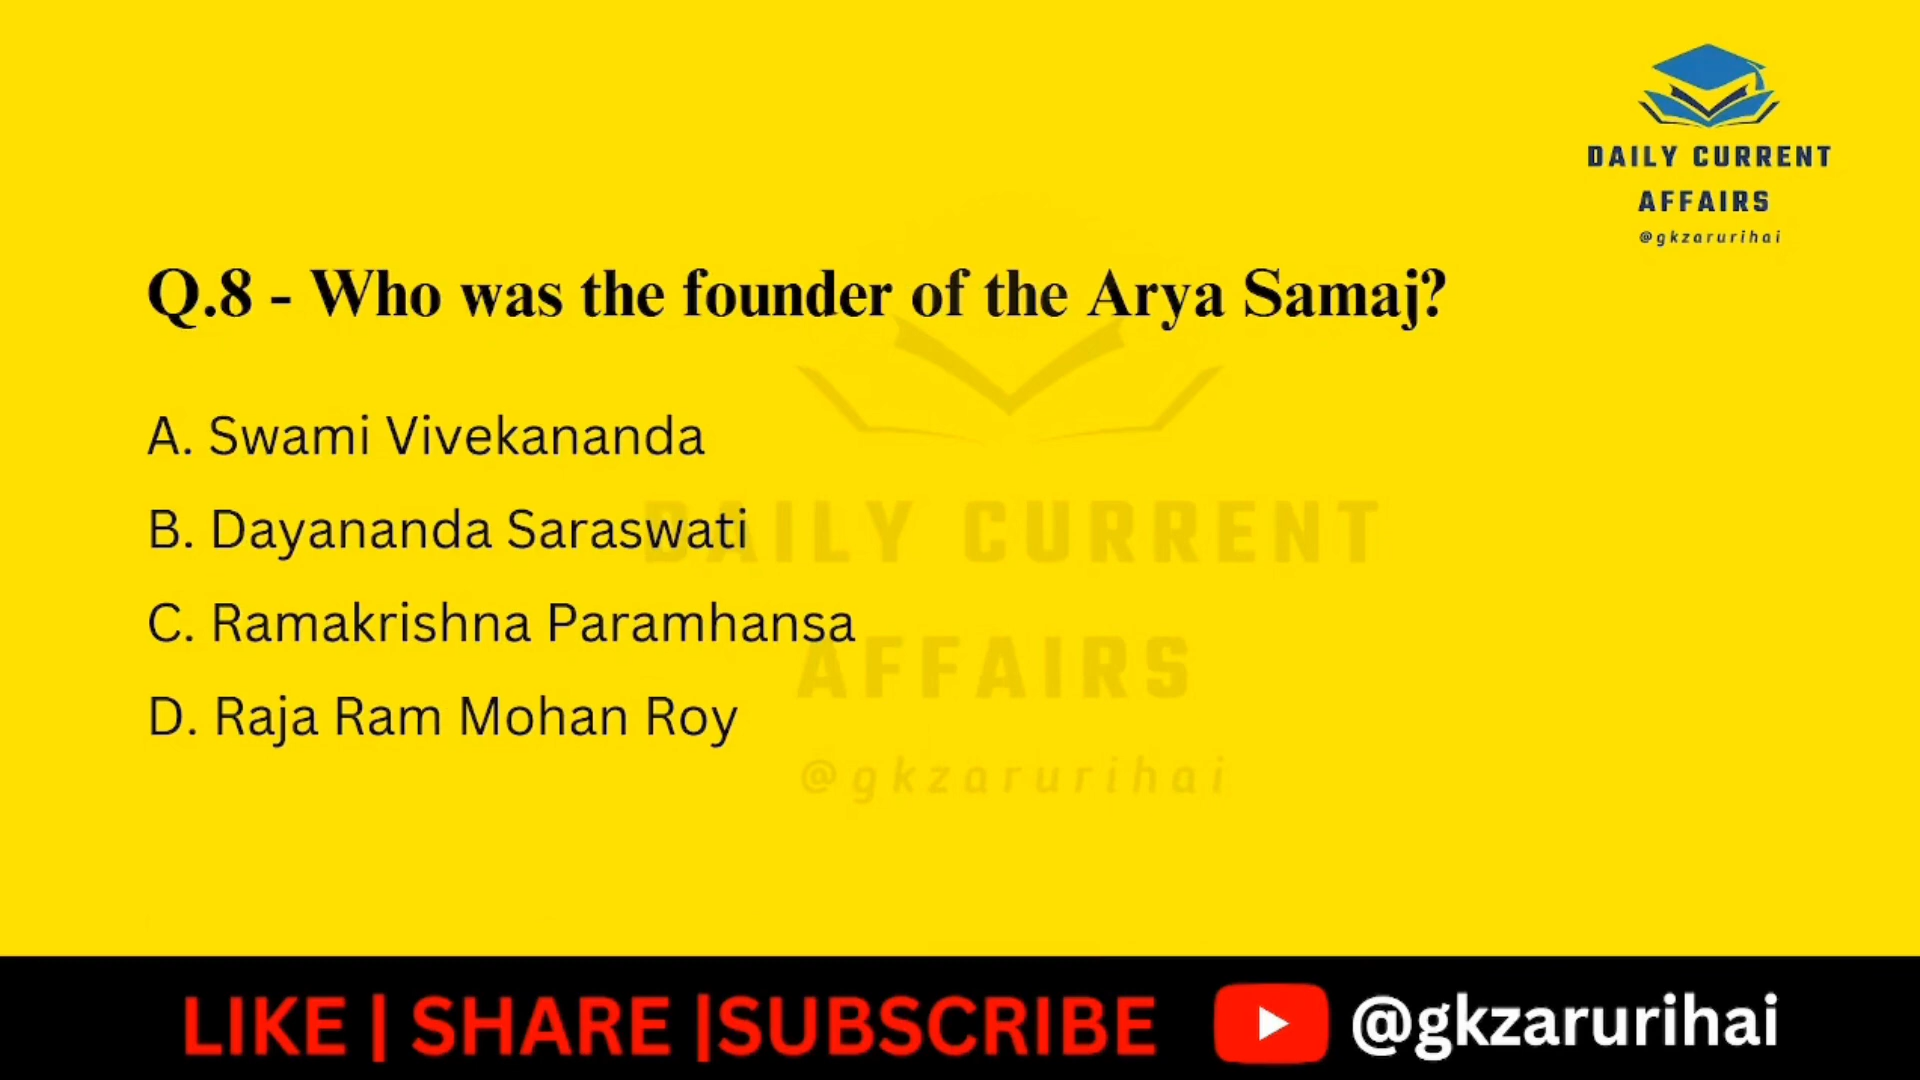 DAILY CURRENT
AFFAIRS
@gkzarurihai
Q.8 - Who was the founder of the Arya Samaj?
A. Swami Vivekananda
B. Dayananda Saraswati
C. Ramakrishna Paramhansa
D. Raja Ram Mohan Roy
DAILY CURRENT
AFFAIRS
@gkzarurihai
LIKE | SHARE |SUBSCRIBE @gkzarurihai